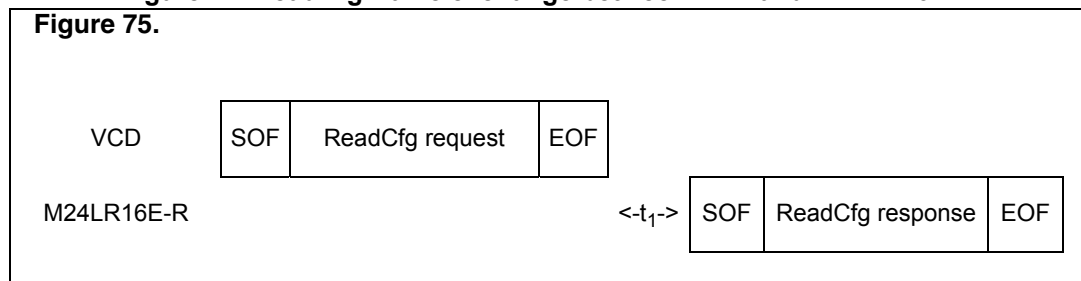 Figure 75.
VCD SOF ReadCfg request EOF
M24LR16E-R <-t₁-> SOF ReadCfg response EOF